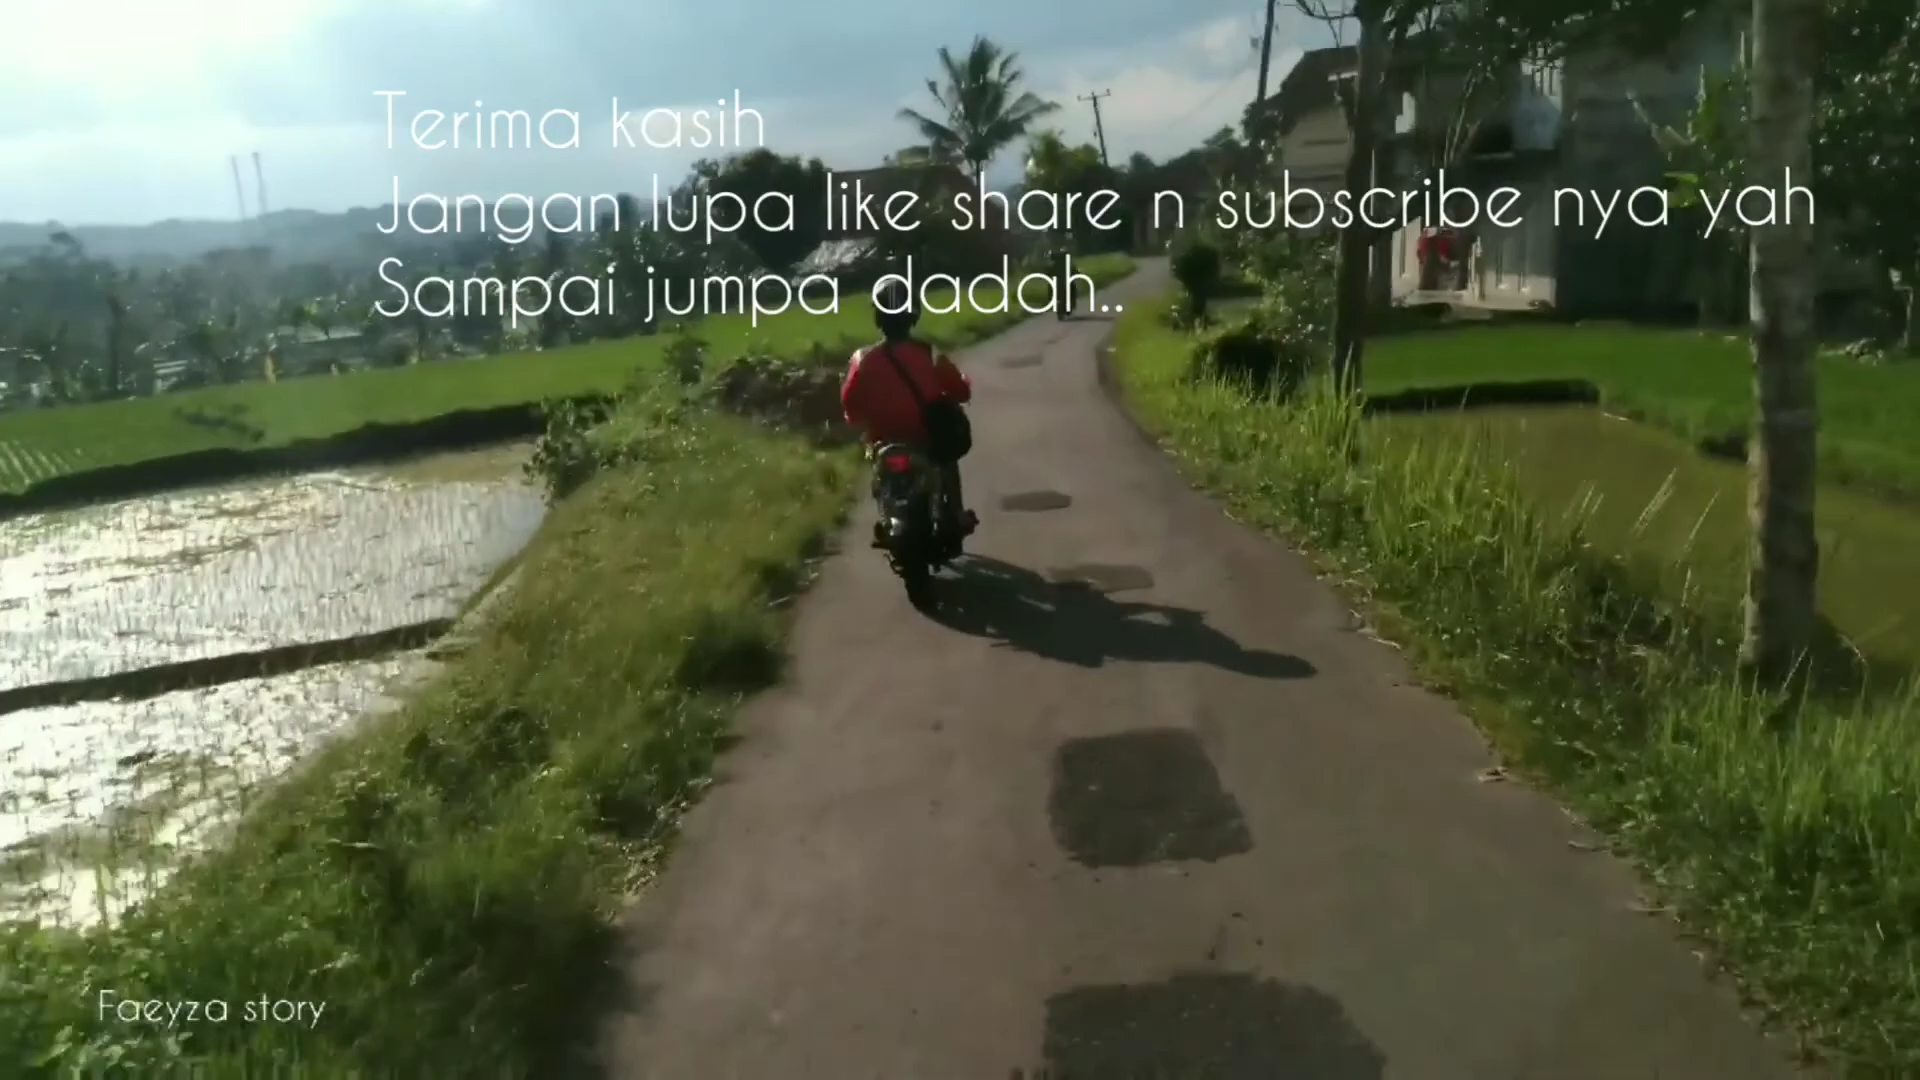 Terima kasih
Jangan lupa like share n subscribe nya yah
Sampai jumpa dadah..
Faeyza story